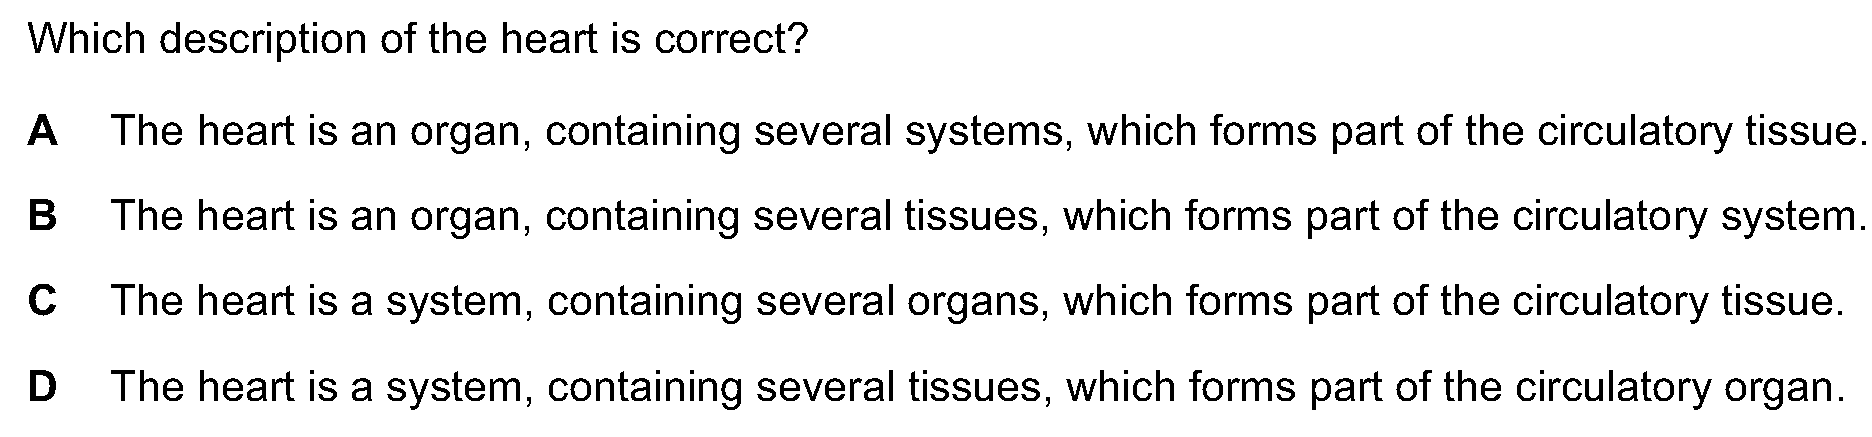 Which description of the heart is correct?
A The heart is an organ, containing several systems, which forms part of the circulatory tissue.
B The heart is an organ, containing several tissues, which forms part of the circulatory system.
C The heart is a system, containing several organs, which forms part of the circulatory tissue.
D The heart is a system, containing several tissues, which forms part of the circulatory organ.